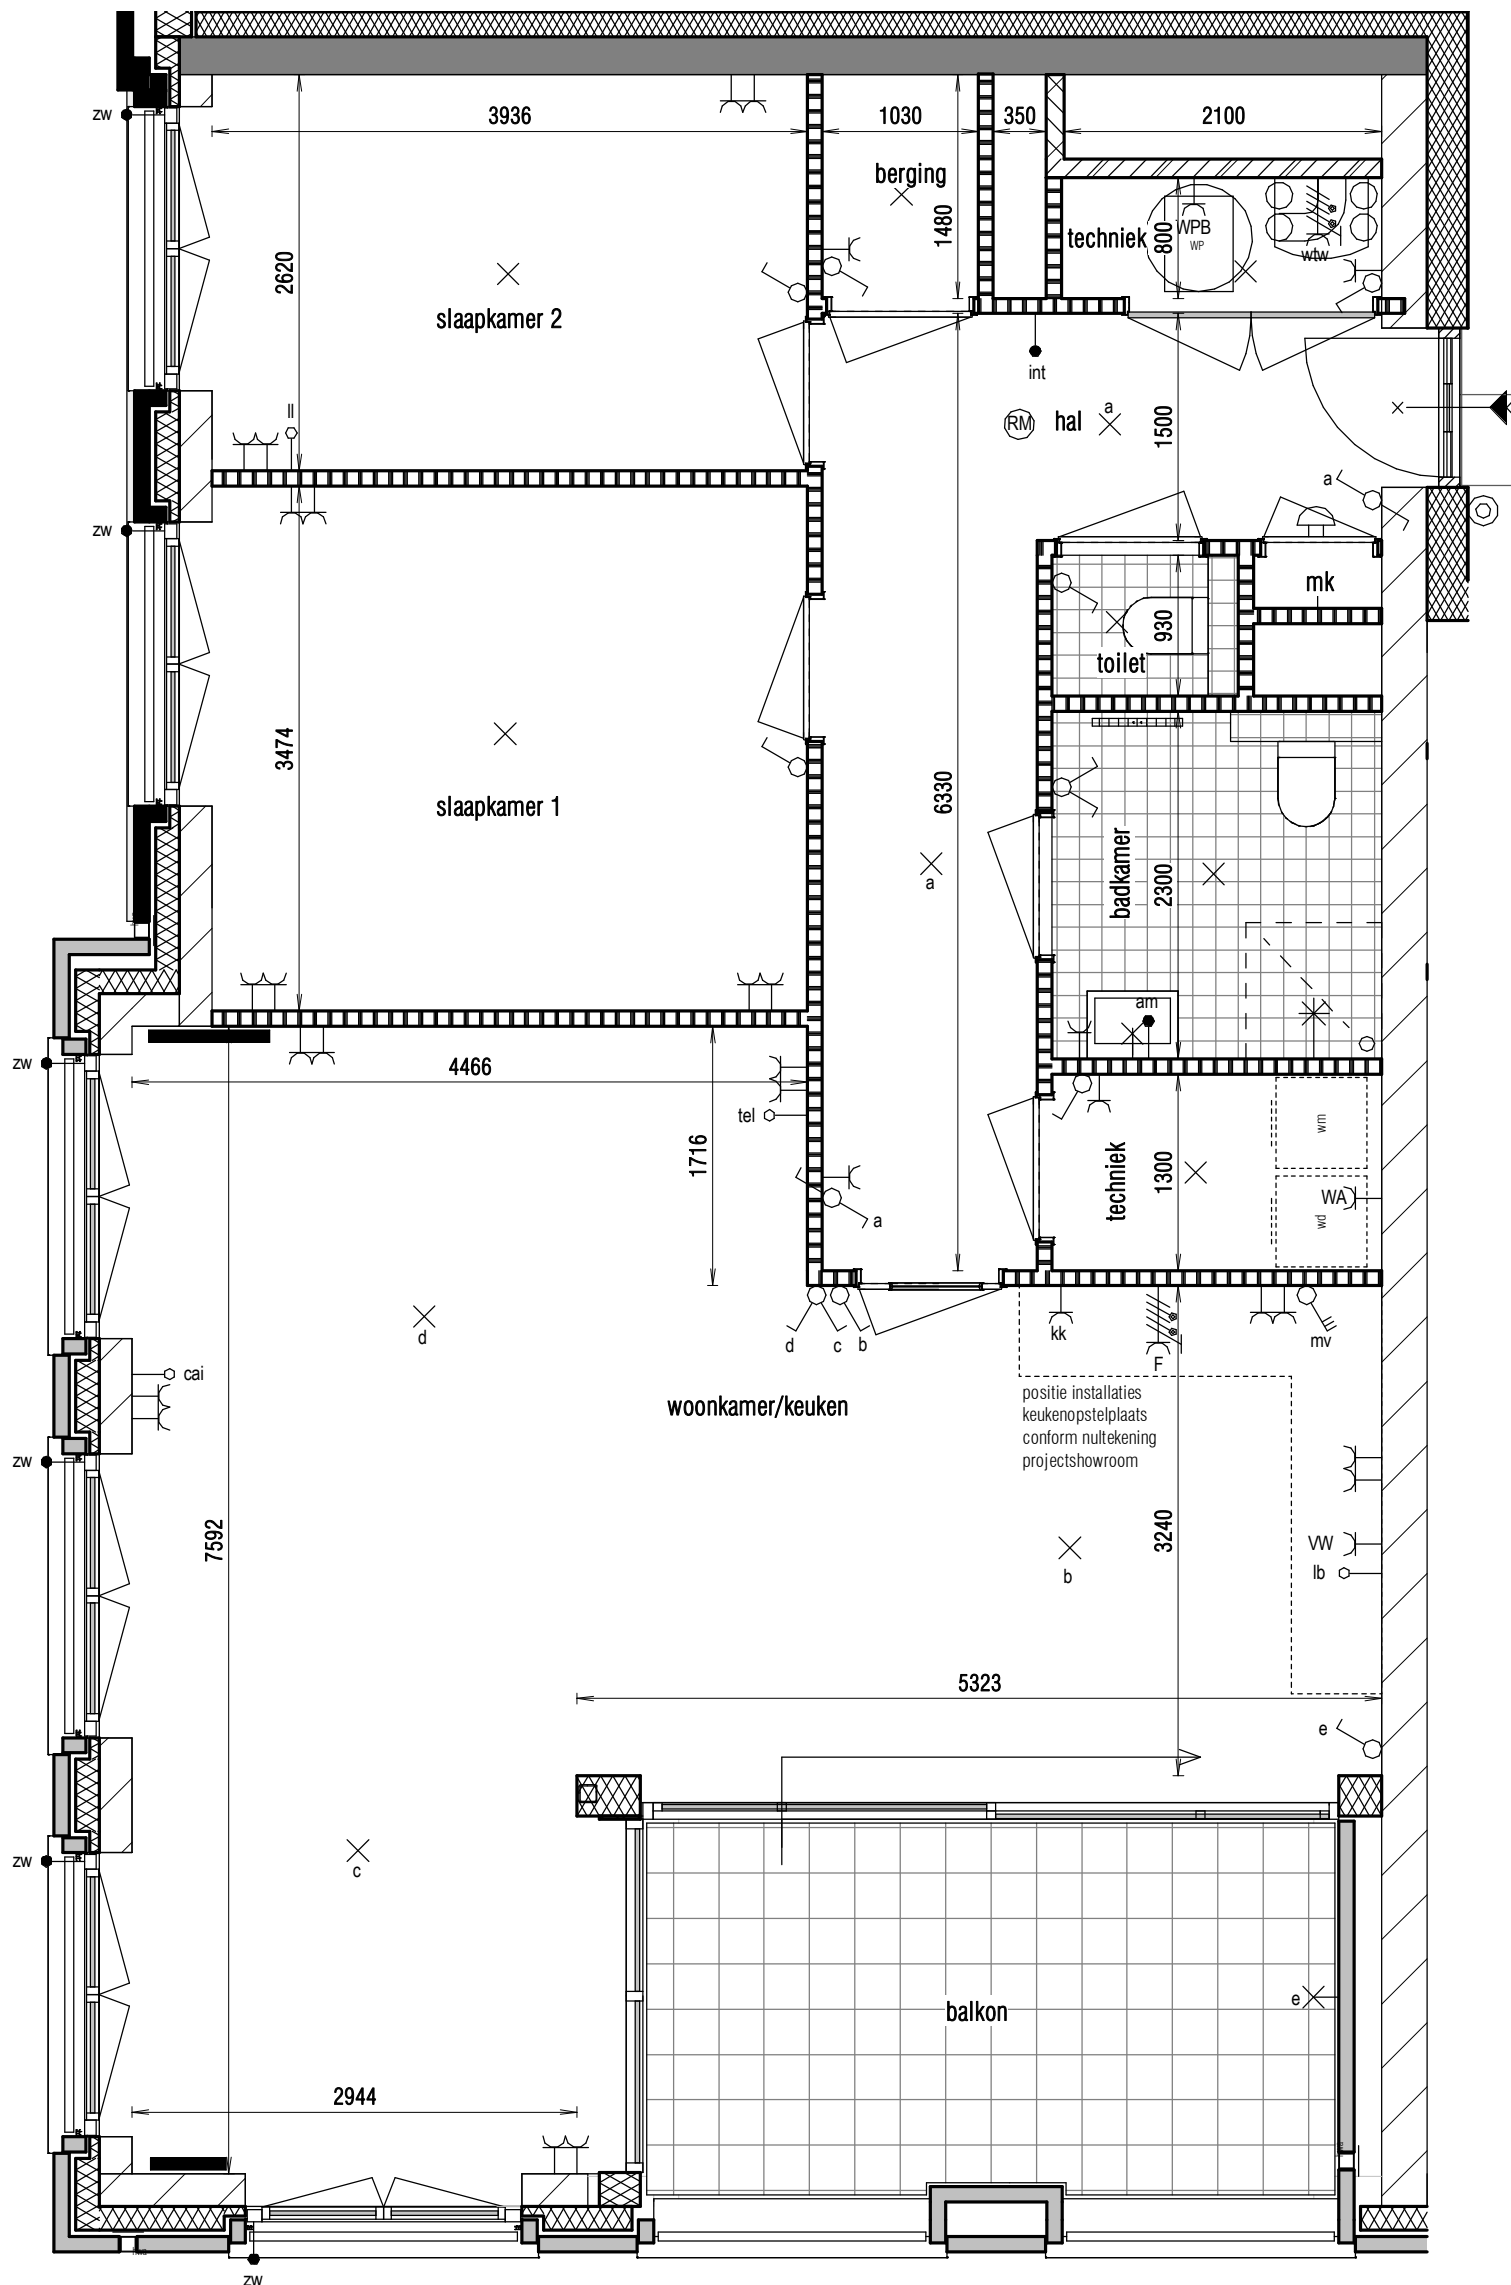 zw
3936
1030
350
2100
berging
1480
techniek
800
WPB
WP
wtw
2620
slaapkamer 2
int
RM
hal
a
1500
a
ll
zw
mk
930
toilet
3474
slaapkamer 1
6330
a
badkamer
2300
am
zw
4466
tel
1716
techniek
1300
wm
WA
wd
a
d
d
c
b
kk
F
mv
cai
woonkamer/keuken
positie installaties
keukenopstelplaats
conform nultekening
projectshowroom
zw
7592
3240
VW
lb
b
5323
e
zw
c
e
balkon
2944
zw